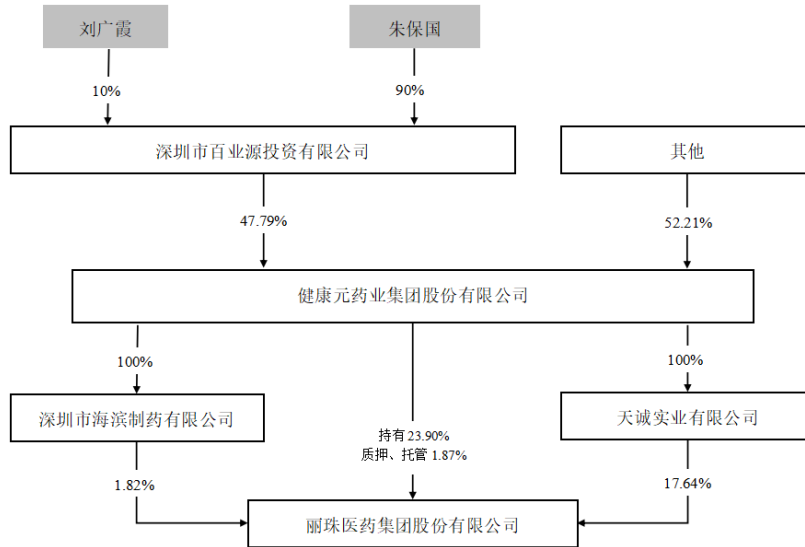 刘广霞
朱保国
10%
90%
深圳市百业源投资有限公司
其他
47.79%
52.21%
健康元药业集团股份有限公司
100%
100%
深圳市海滨制药有限公司
天诚实业有限公司
持有 23.90%
质押、托管 1.87%
1.82%
17.64%
丽珠医药集团股份有限公司